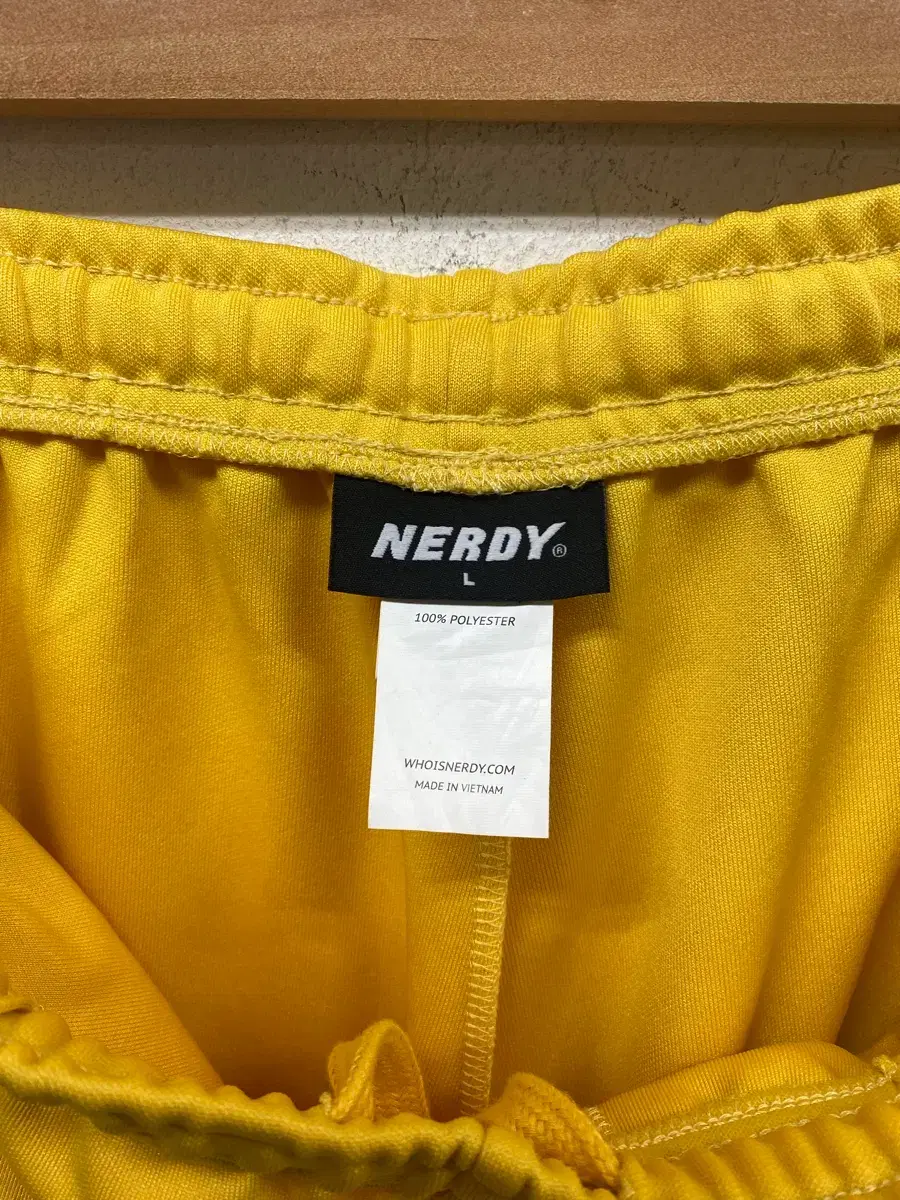 NERDY®
L
100% POLYESTER
WHOISNERDY.COM
MADE IN VIETNAM